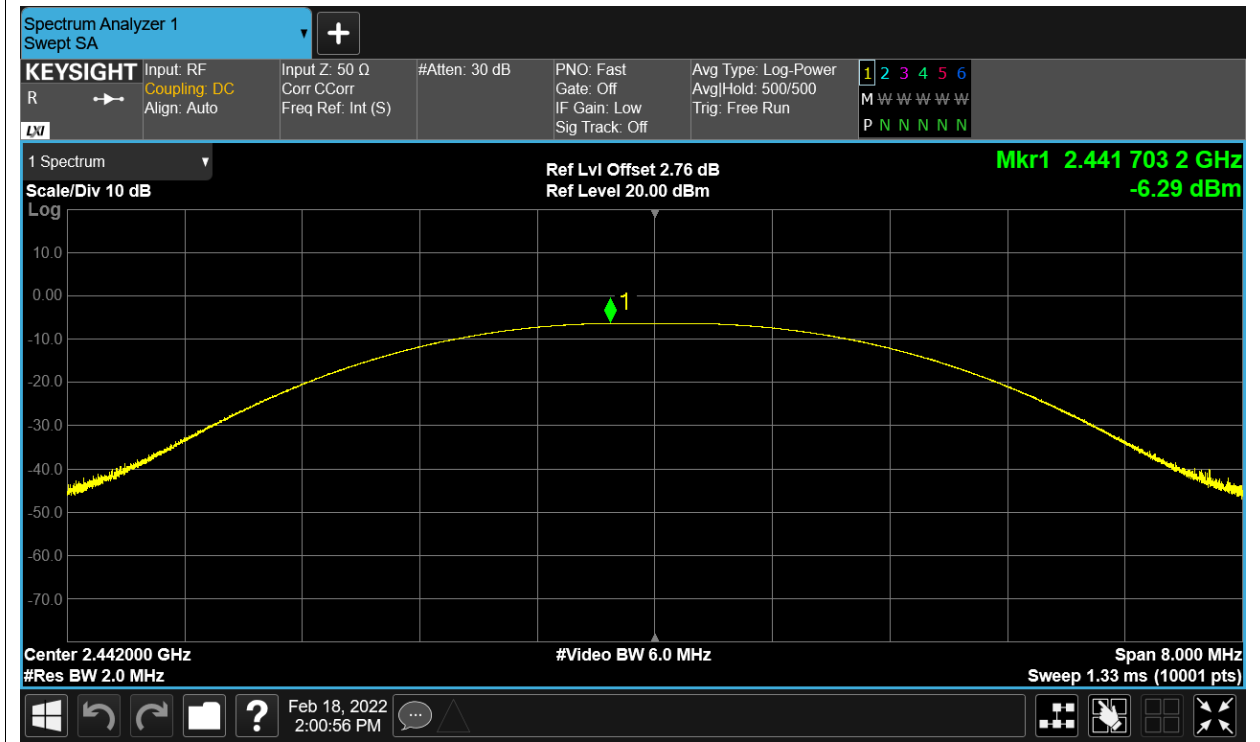 Spectrum Analyzer 1
Swept SA
+
KEYSIGHT Input: RF Input Z: 50 Ω #Atten: 30 dB PNO: Fast Avg Type: Log-Power 1 2 3 4 5 6
R Coupling: DC Corr CCorr Gate: Off Avg|Hold: 500/500 M W W W W W
Align: Auto Freq Ref: Int (S) IF Gain: Low Trig: Free Run
LXI Sig Track: Off P N N N N N
1 Spectrum Ref Lvl Offset 2.76 dB Mkr1 2.441 703 2 GHz
Scale/Div 10 dB Ref Level 20.00 dBm -6.29 dBm
Log
10.0
0.00
1
-10.0
-20.0
-30.0
-40.0
-50.0
-60.0
-70.0
Center 2.442000 GHz #Video BW 6.0 MHz Span 8.000 MHz
#Res BW 2.0 MHz Sweep 1.33 ms (10001 pts)
? Feb 18, 2022
2:00:56 PM